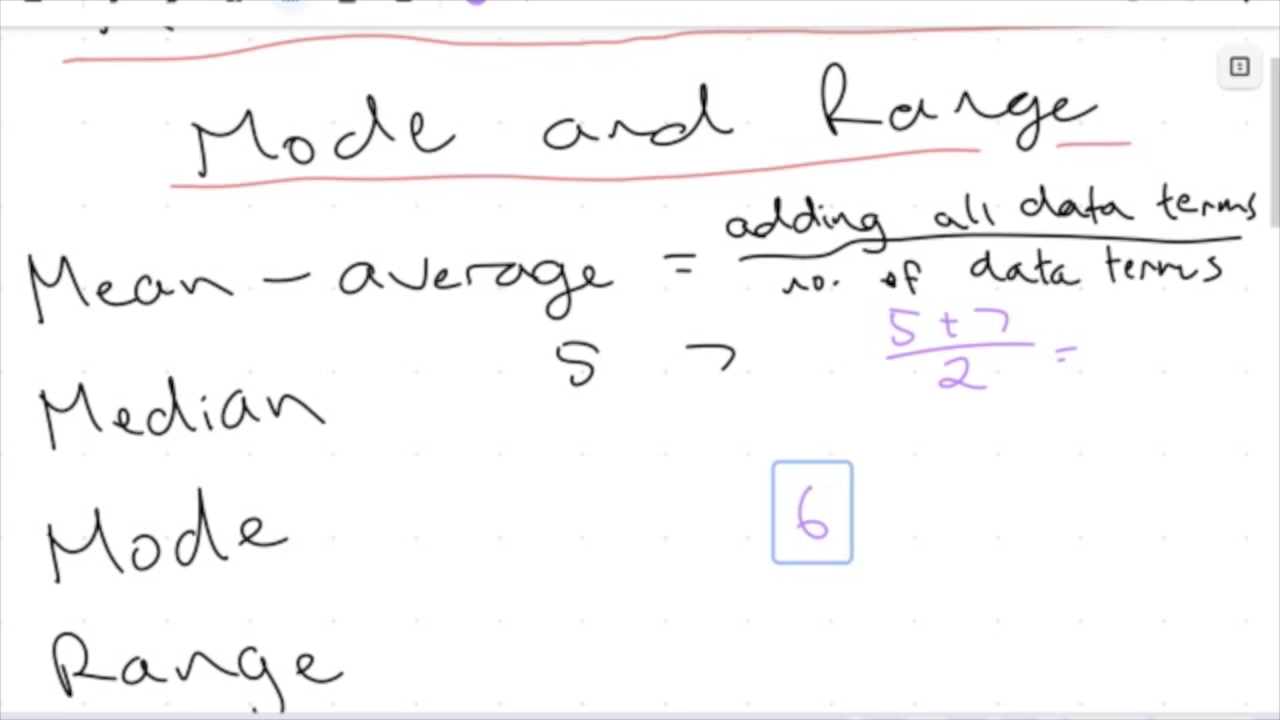 Mode and Range
Mean - average = adding all data terms / no. of data terms
5 7
5 + 7 / 2 =
Median
6
Mode
Range